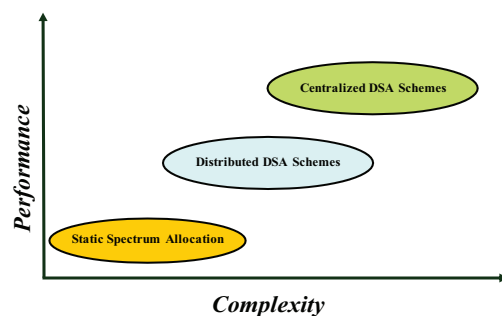 Performance
Centralized DSA Schemes
Distributed DSA Schemes
Static Spectrum Allocation
Complexity